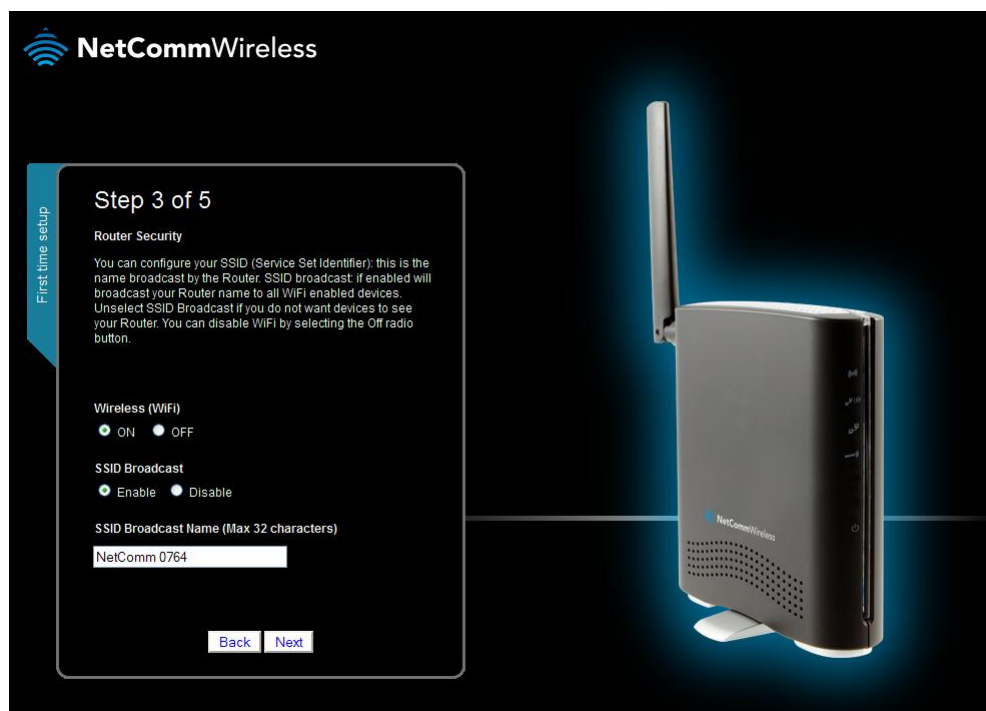 NetCommWireless
First time setup
Step 3 of 5
Router Security
You can configure your SSID (Service Set Identifier): this is the
name broadcast by the Router. SSID broadcast: if enabled will
broadcast your Router name to all WiFi enabled devices.
Unselect SSID Broadcast if you do not want devices to see
your Router. You can disable WiFi by selecting the Off radio
button.
Wireless (WiFi)
ON OFF
SSID Broadcast
Enable Disable
SSID Broadcast Name (Max 32 characters)
NetComm 0764
Back Next
NetCommWireless